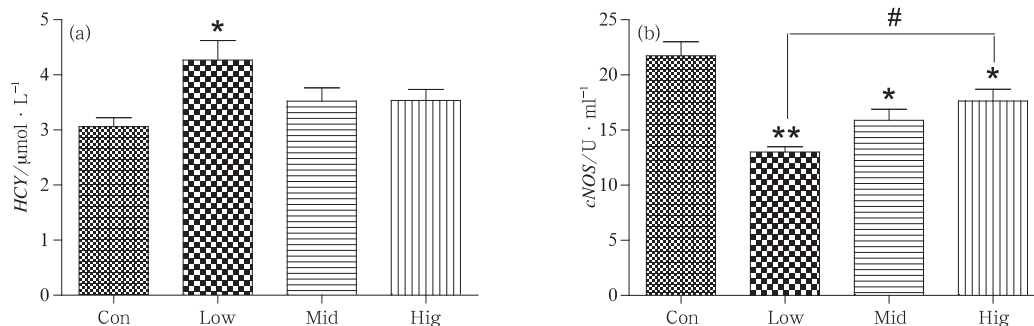 (a)
5
4
3
2
1
0
HCY/μmol · L⁻¹
*
Con Low Mid Hig
(b)
25
20
15
10
5
0
cNOS/U · ml⁻¹
#
**
*
*
Con Low Mid Hig